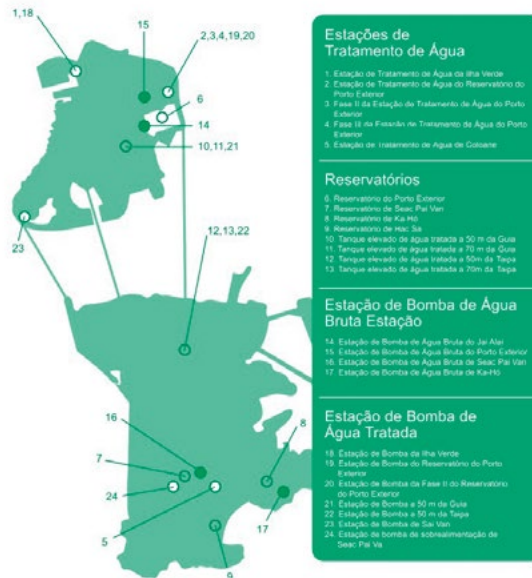 1,18
15
2,3,4,19,20
6
14
10,11,21
23
12,13,22
16
7
24
5
8
17
9
Estações de
Tratamento de Água
1. Estação de Tratamento de Água da Ilha Verde
2. Estação de Tratamento de Água do Reservatório do
Porto Exterior
3. Fase II da Estação de Tratamento de Água do Porto
Exterior
4. Fase III da Estação de Tratamento de Água do Porto
Exterior
5. Estação de Tratamento de Água de Coloane
Reservatórios
6. Reservatório do Porto Exterior
7. Reservatório de Seac Pai Van
8. Reservatório de Ka-Hó
9. Reservatório de Hac Sa
10 Tanque elevado de água tratada a 50 m da Guia
11 Tanque elevado de água tratada a 70 m da Guia
12 Tanque elevado de água tratada a 50m da Taipa
13 Tanque elevado de água tratada a 70m da Taipa
Estação de Bomba de Água
Bruta Estação
14. Estação de Bomba de Água Bruta do Jai Alai
15. Estação de Bomba de Água Bruta do Porto Exterior
16. Estação de Bomba de Água Bruta de Seac Pai Van
17. Estação de Bomba de Água Bruta de Ka-Hó
Estação de Bomba de
Água Tratada
18 Estação de Bomba da Ilha Verde
19. Estação de Bomba do Reservatório do Porto
Exterior
20 Estação de Bomba da Fase II do Reservatório
do Porto Exterior
21 Estação de Bomba a 50 m da Guia
22 Estação de Bomba a 50 m da Taipa
23 Estação de Bomba de Sai Van
24 Estação de bomba de sobrealimentação de
Seac Pai Va